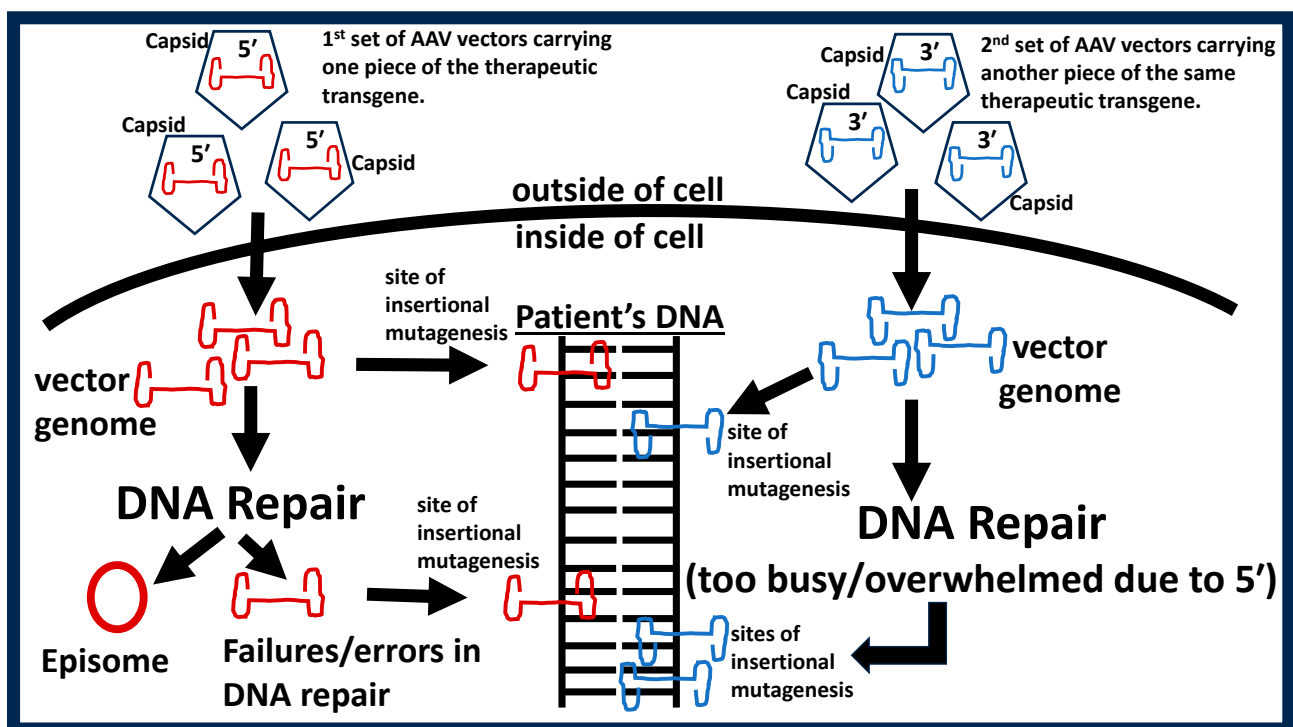 Capsid
5′
1st set of AAV vectors carrying
one piece of the therapeutic
transgene.
Capsid
5′
5′
Capsid
Capsid
3′
2nd set of AAV vectors carrying
another piece of the same
therapeutic transgene.
Capsid
3′
3′
Capsid
outside of cell
inside of cell
site of
insertional
mutagenesis
Patient’s DNA
vector
genome
vector
genome
site of
insertional
mutagenesis
DNA Repair
site of
insertional
mutagenesis
DNA Repair
(too busy/overwhelmed due to 5′)
Episome
Failures/errors in
DNA repair
sites of
insertional
mutagenesis